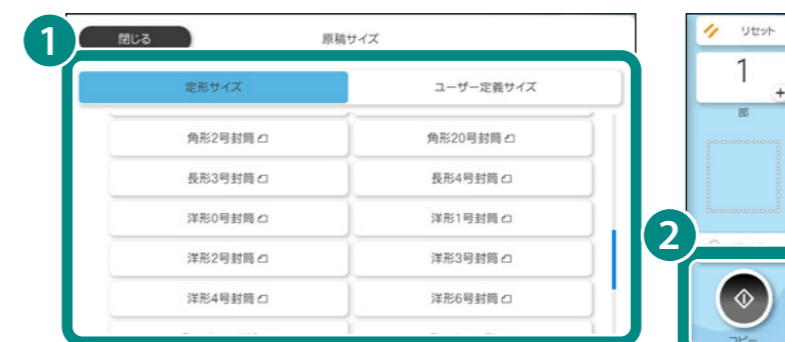 1
閉じる
原稿サイズ
定形サイズ
ユーザー定義サイズ
角形2号封筒
角形20号封筒
長形3号封筒
長形4号封筒
洋形0号封筒
洋形1号封筒
洋形2号封筒
洋形3号封筒
洋形4号封筒
洋形6号封筒
リセット
1
+
部
2
コピー